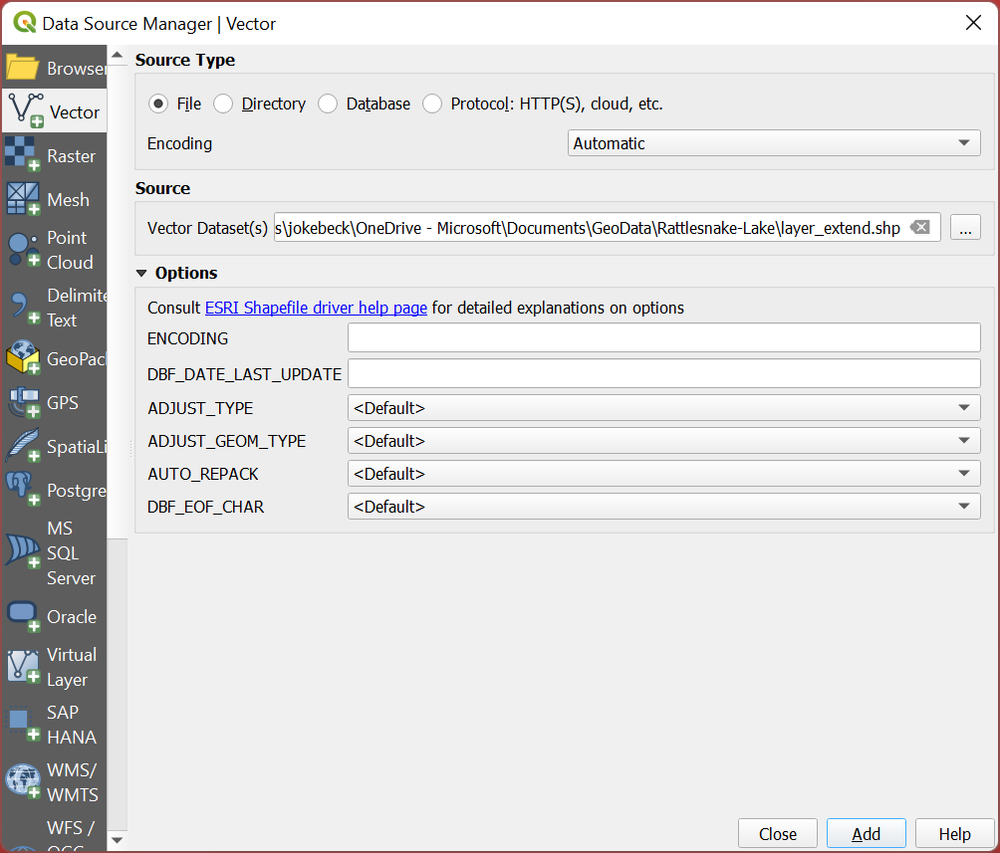 Data Source Manager | Vector
Browser
Vector
Raster
Mesh
Point
Cloud
Delimite
Text
GeoPac
GPS
SpatiaLi
Postgre
MS
SQL
Server
Oracle
Virtual
Layer
SAP
HANA
WMS/
WMTS
WFS /
OGC
Source Type
File
Directory
Database
Protocol: HTTP(S), cloud, etc.
Encoding
Automatic
Source
Vector Dataset(s)
s\jokebeck\OneDrive - Microsoft\Documents\GeoData\Rattlesnake-Lake\layer_extend.shp
...
Options
Consult ESRI Shapefile driver help page for detailed explanations on options
ENCODING
DBF_DATE_LAST_UPDATE
ADJUST_TYPE
<Default>
ADJUST_GEOM_TYPE
<Default>
AUTO_REPACK
<Default>
DBF_EOF_CHAR
<Default>
Close
Add
Help